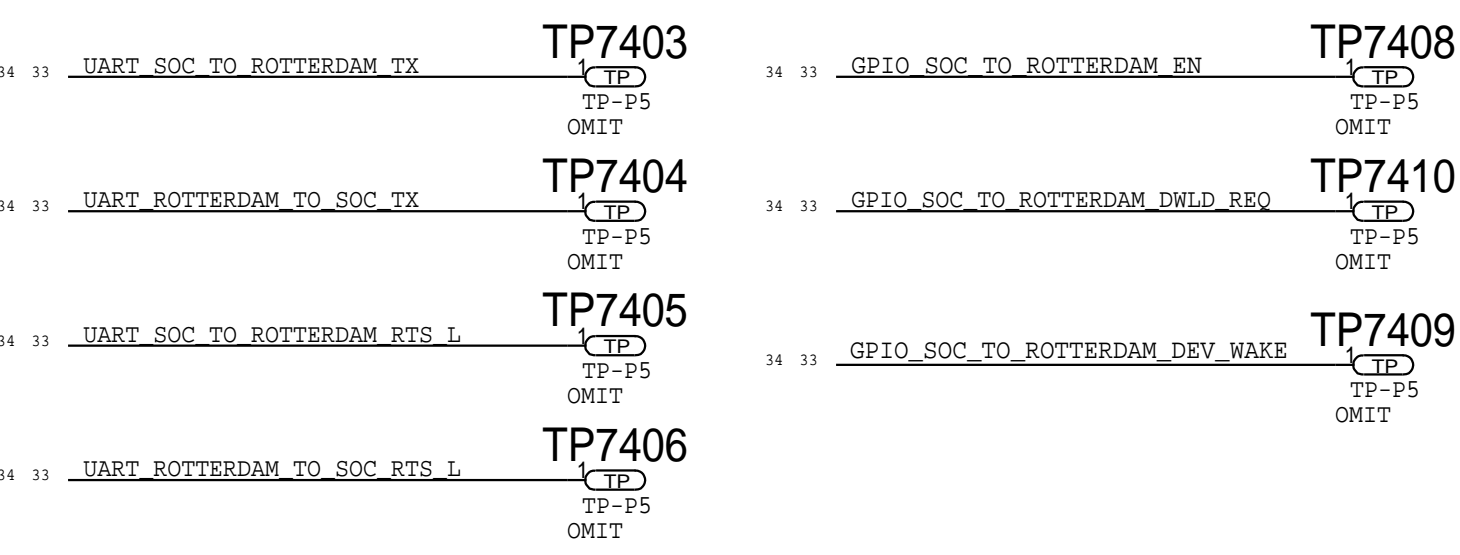 TP7403
34 33 UART_SOC_TO_ROTTERDAM_TX 1 TP
TP-P5
OMIT
TP7404
34 33 UART_ROTTERDAM_TO_SOC_TX 1 TP
TP-P5
OMIT
TP7405
34 33 UART_SOC_TO_ROTTERDAM_RTS_L 1 TP
TP-P5
OMIT
TP7406
34 33 UART_ROTTERDAM_TO_SOC_RTS_L 1 TP
TP-P5
OMIT
TP7408
34 33 GPIO_SOC_TO_ROTTERDAM_EN 1 TP
TP-P5
OMIT
TP7410
34 33 GPIO_SOC_TO_ROTTERDAM_DWLD_REQ 1 TP
TP-P5
OMIT
TP7409
34 33 GPIO_SOC_TO_ROTTERDAM_DEV_WAKE 1 TP
TP-P5
OMIT